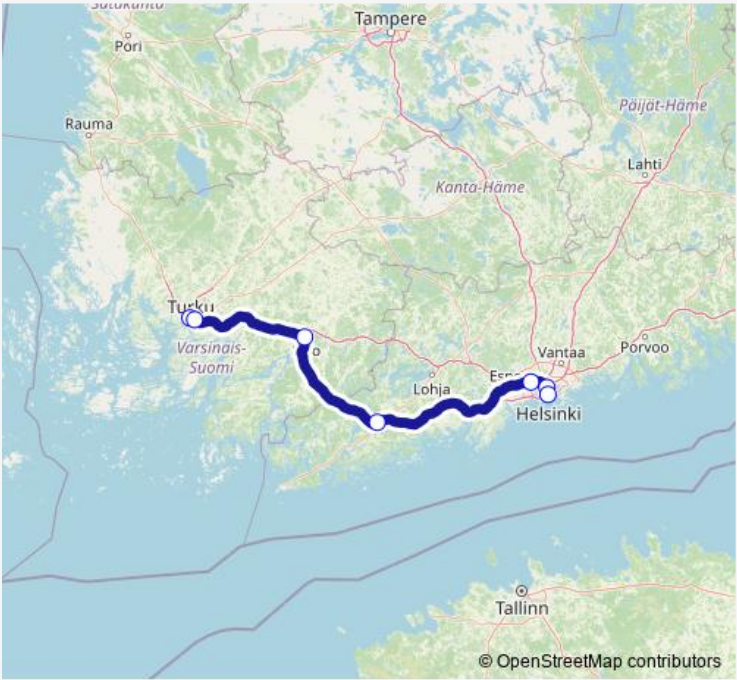 Satakunta
Tampere
Pori
Päijät-Häme
Rauma
Lahti
Kanta-Häme
Turku
Varsinais-
Suomi
Vantaa
Porvoo
Lohja
Helsinki
Tallinn
© OpenStreetMap contributors